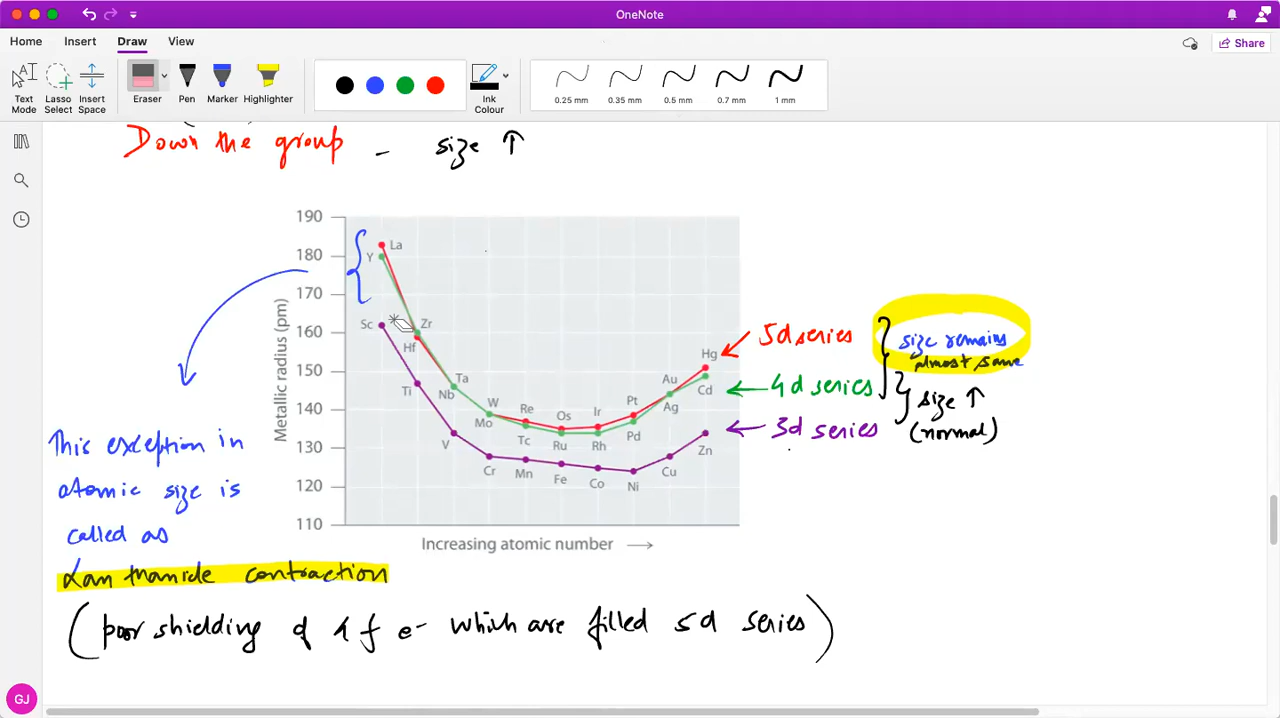 OneNote
Home Insert Draw View
Share
Text Mode
Lasso Select
Insert Space
Eraser
Pen
Marker
Highlighter
Ink Colour
0.25 mm 0.35 mm 0.5 mm 0.7 mm 1 mm
Down the group - size ↑
190
180
170
160
150
140
130
120
110
Metallic radius (pm)
Increasing atomic number →
La
Y
Sc
Zr
Hf
Ti
Ta
Nb
V
W
Mo
Cr
Re
Tc
Mn
Os
Ru
Fe
Ir
Rh
Co
Pt
Pd
Ni
Au
Ag
Cu
Hg
Cd
Zn
5d series
4d series
3d series
size remains
almost same
size ↑
(normal)
This exception in
atomic size is
called as
Lanthanide contraction
(poor shielding of 4f e- which are filled 5d series)
GJ